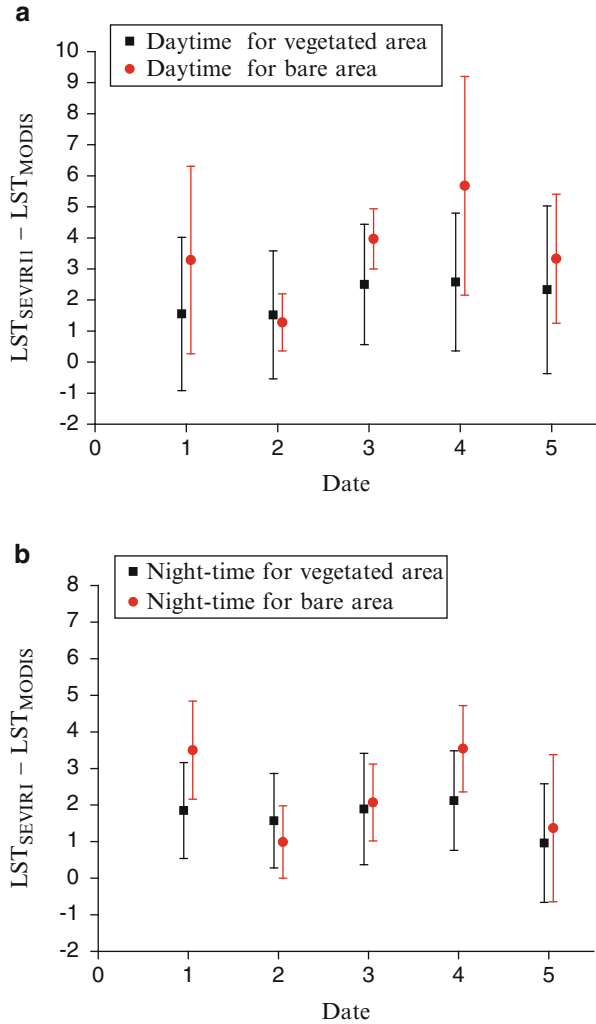 a
Daytime for vegetated area
Daytime for bare area
LST_SEVIRI1 − LST_MODIS
10
9
8
7
6
5
4
3
2
1
0
-1
-2
0 1 2 3 4 5
Date
b
Night-time for vegetated area
Night-time for bare area
LST_SEVIRI − LST_MODIS
8
7
6
5
4
3
2
1
0
-1
-2
0 1 2 3 4 5
Date